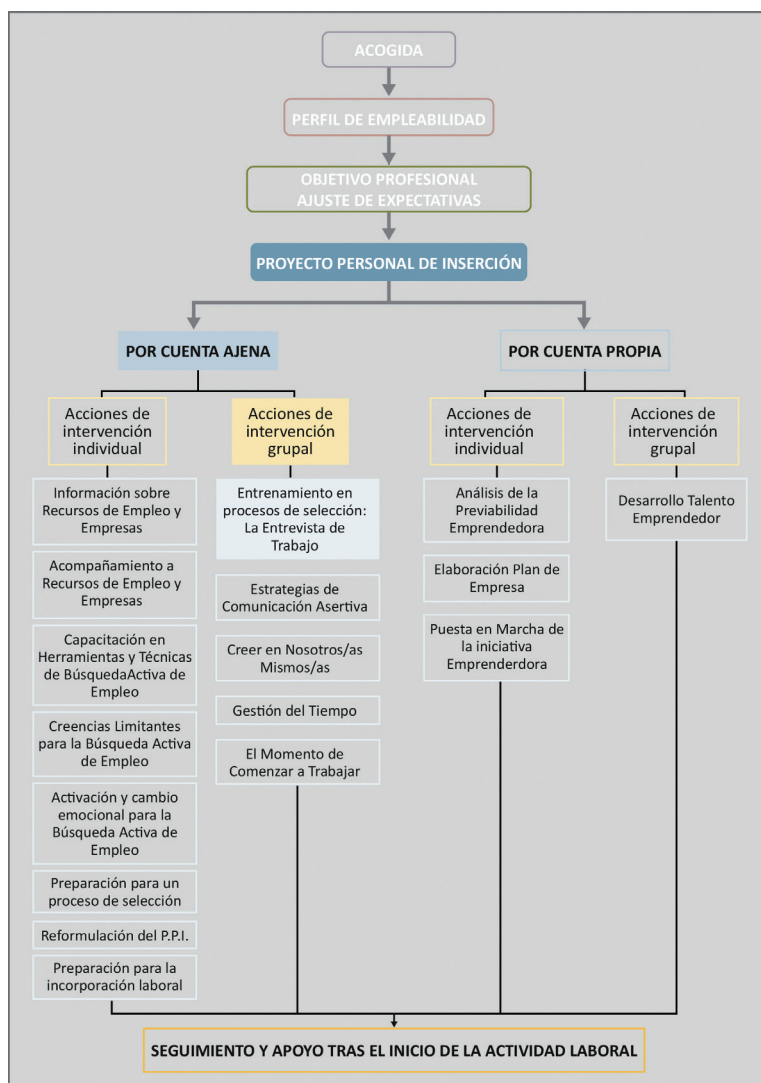 ACOGIDA
PERFIL DE EMPLEABILIDAD
OBJETIVO PROFESIONAL
AJUSTE DE EXPECTATIVAS
PROYECTO PERSONAL DE INSERCIÓN
POR CUENTA AJENA
POR CUENTA PROPIA
Acciones de
intervención
individual
Información sobre
Recursos de Empleo y
Empresas
Acompañamiento a
Recursos de Empleo y
Empresas
Capacitación en
Herramientas y Técnicas
de BúsquedaActiva de
Empleo
Creencias Limitantes
para la Búsqueda Activa
de Empleo
Activación y cambio
emocional para la
Búsqueda Activa de
Empleo
Preparación para un
proceso de selección
Reformulación del P.P.I.
Preparación para la
incorporación laboral
Acciones de
intervención
grupal
Entrenamiento en
procesos de selección:
La Entrevista de
Trabajo
Estrategias de
Comunicación Asertiva
Creer en Nosotros/as
Mismos/as
Gestión del Tiempo
El Momento de
Comenzar a Trabajar
Acciones de
intervención
individual
Análisis de la
Previabilidad
Emprendedora
Elaboración Plan de
Empresa
Puesta en Marcha de
la iniciativa
Emprenderdora
Acciones de
intervención
grupal
Desarrollo Talento
Emprendedor
SEGUIMIENTO Y APOYO TRAS EL INICIO DE LA ACTIVIDAD LABORAL